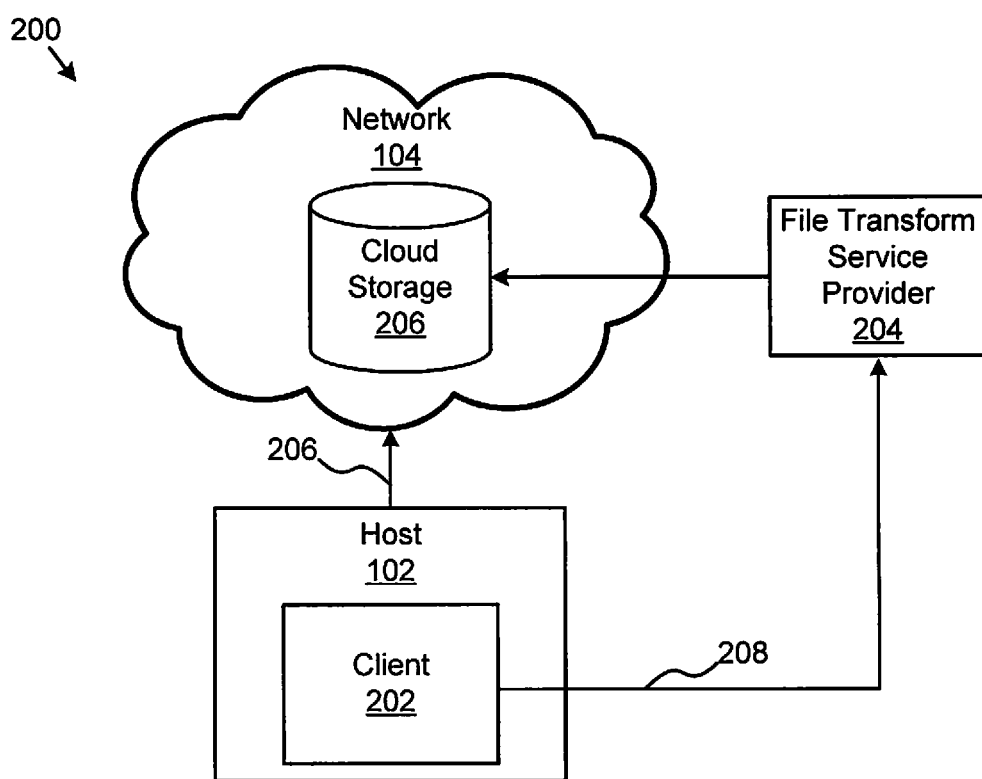 200
Network
104
Cloud
Storage
206
File Transform
Service
Provider
204
206
Host
102
Client
202
208